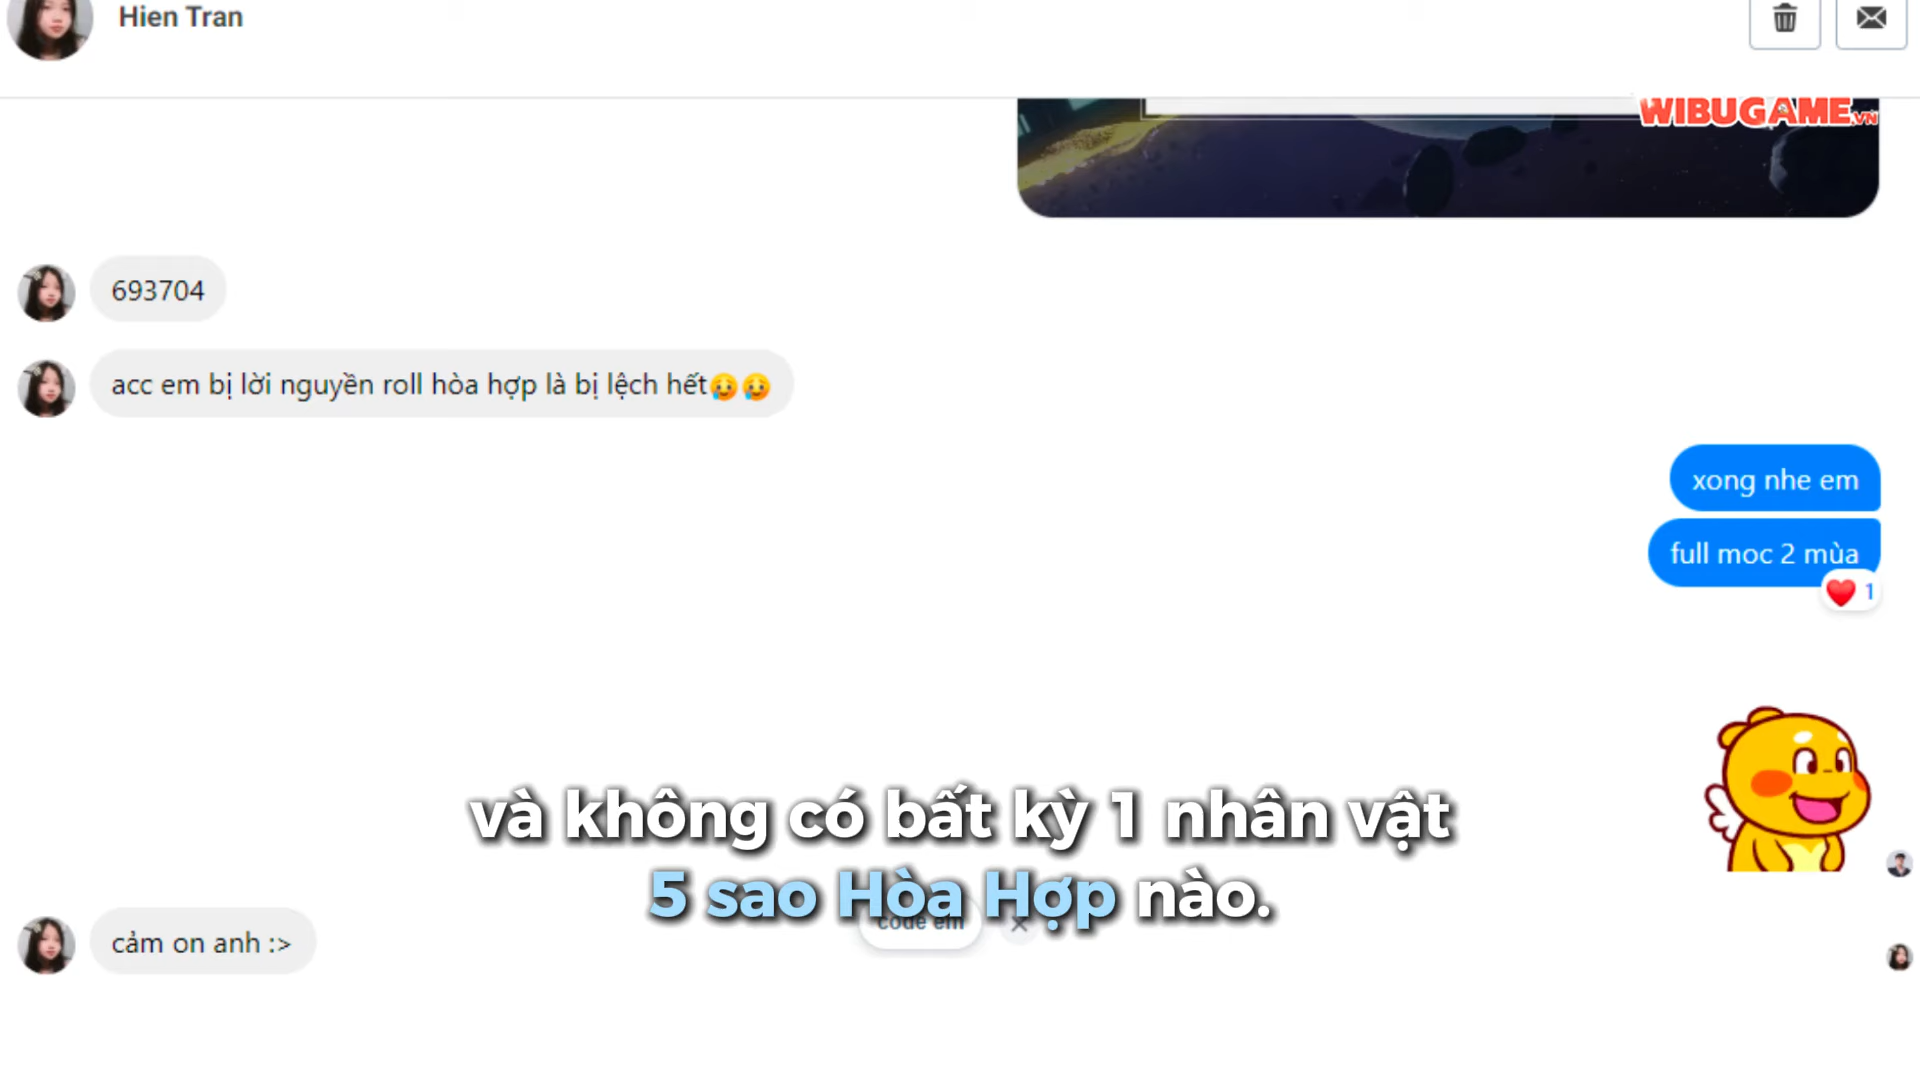 Hien Tran
WIBUGAME.VN
693704
acc em bị lời nguyền roll hòa hợp là bị lệch hết🥲🥲
xong nhe em
full moc 2 mùa
❤️ 1
và không có bất kỳ 1 nhân vật
5 sao Hòa Hợp nào.
code em
cảm on anh :>